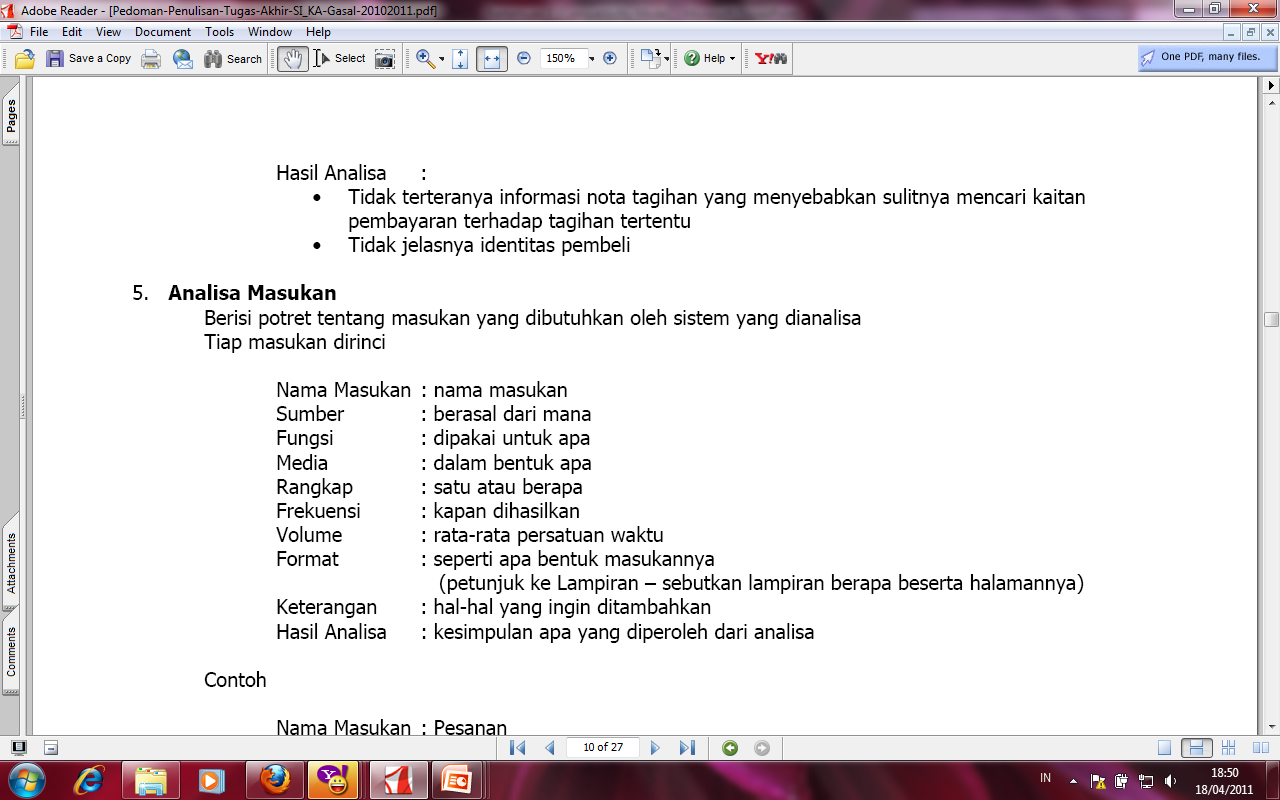 Adobe Reader - [Pedoman-Penulisan-Tugas-Akhir-SI_KA-Gasal-20102011.pdf]
File Edit View Document Tools Window Help
Save a Copy Search Select 150% Help Y! One PDF, many files.
Pages
Hasil Analisa :
• Tidak terteranya informasi nota tagihan yang menyebabkan sulitnya mencari kaitan
pembayaran terhadap tagihan tertentu
• Tidak jelasnya identitas pembeli
5. Analisa Masukan
Berisi potret tentang masukan yang dibutuhkan oleh sistem yang dianalisa
Tiap masukan dirinci
Nama Masukan : nama masukan
Sumber : berasal dari mana
Fungsi : dipakai untuk apa
Media : dalam bentuk apa
Rangkap : satu atau berapa
Frekuensi : kapan dihasilkan
Volume : rata-rata persatuan waktu
Format : seperti apa bentuk masukannya
(petunjuk ke Lampiran – sebutkan lampiran berapa beserta halamannya)
Keterangan : hal-hal yang ingin ditambahkan
Hasil Analisa : kesimpulan apa yang diperoleh dari analisa
Contoh
Nama Masukan : Pesanan
Attachments
Comments
10 of 27
IN 18:50
18/04/2011